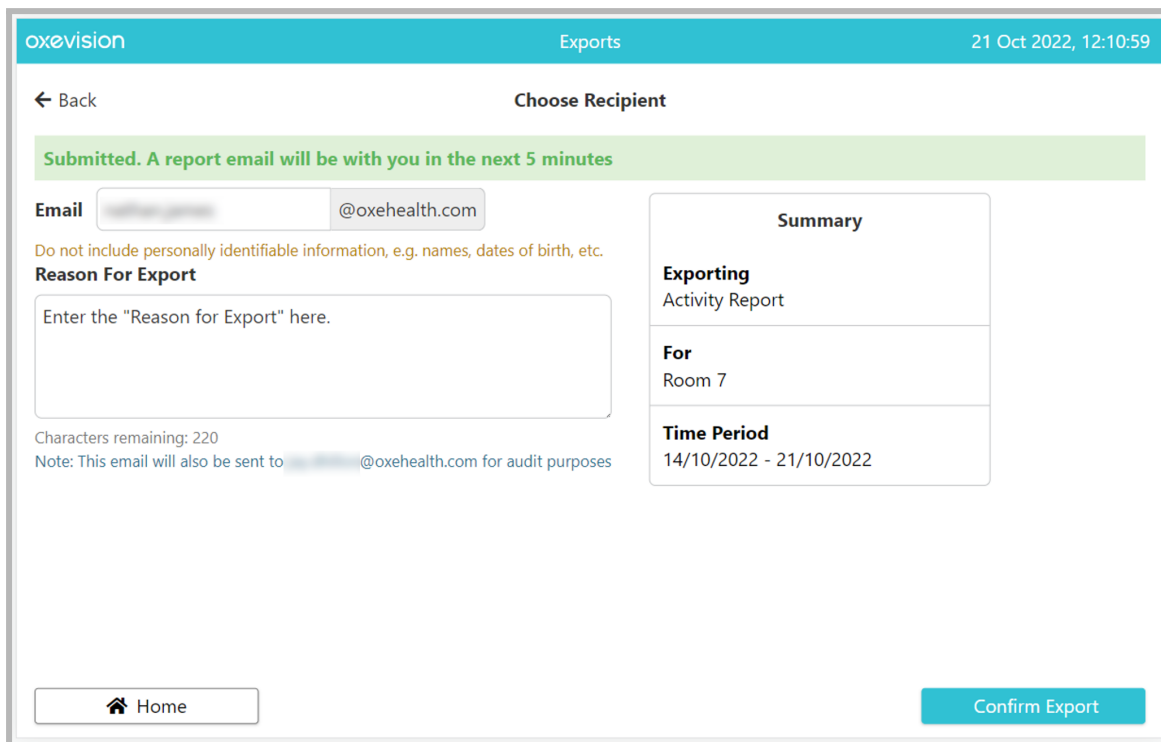 oxevision Exports 21 Oct 2022, 12:10:59
Back Choose Recipient
Submitted. A report email will be with you in the next 5 minutes
Email @oxehealth.com
Do not include personally identifiable information, e.g. names, dates of birth, etc.
Reason For Export
Enter the "Reason for Export" here.
Characters remaining: 220
Note: This email will also be sent to @oxehealth.com for audit purposes
Summary
Exporting
Activity Report
For
Room 7
Time Period
14/10/2022 - 21/10/2022
Home Confirm Export